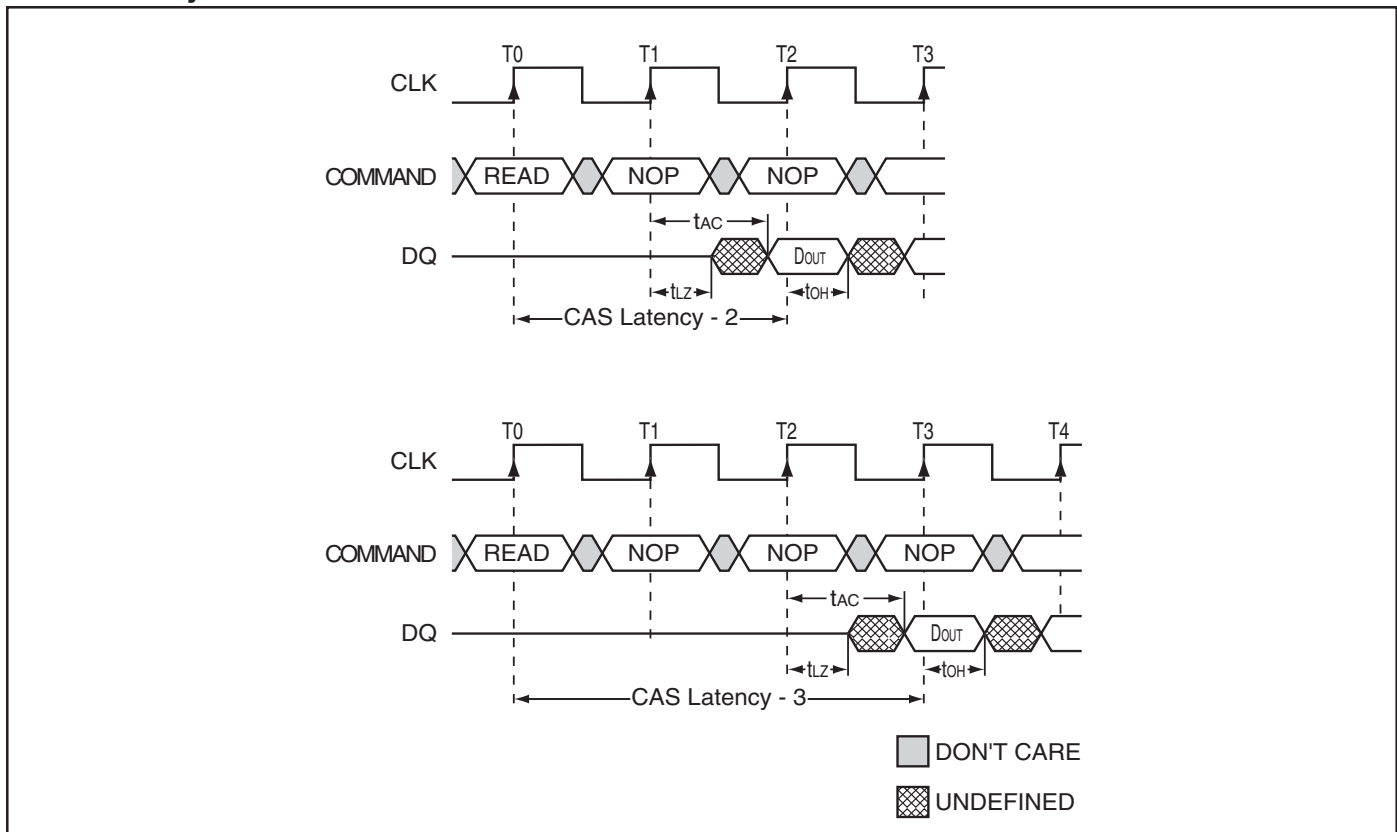 T0 T1 T2 T3
CLK
COMMAND READ NOP NOP
tAC
DQ DOUT
tLZ tOH
CAS Latency - 2
T0 T1 T2 T3 T4
CLK
COMMAND READ NOP NOP NOP
tAC
DQ DOUT
tLZ tOH
CAS Latency - 3
DON'T CARE
UNDEFINED